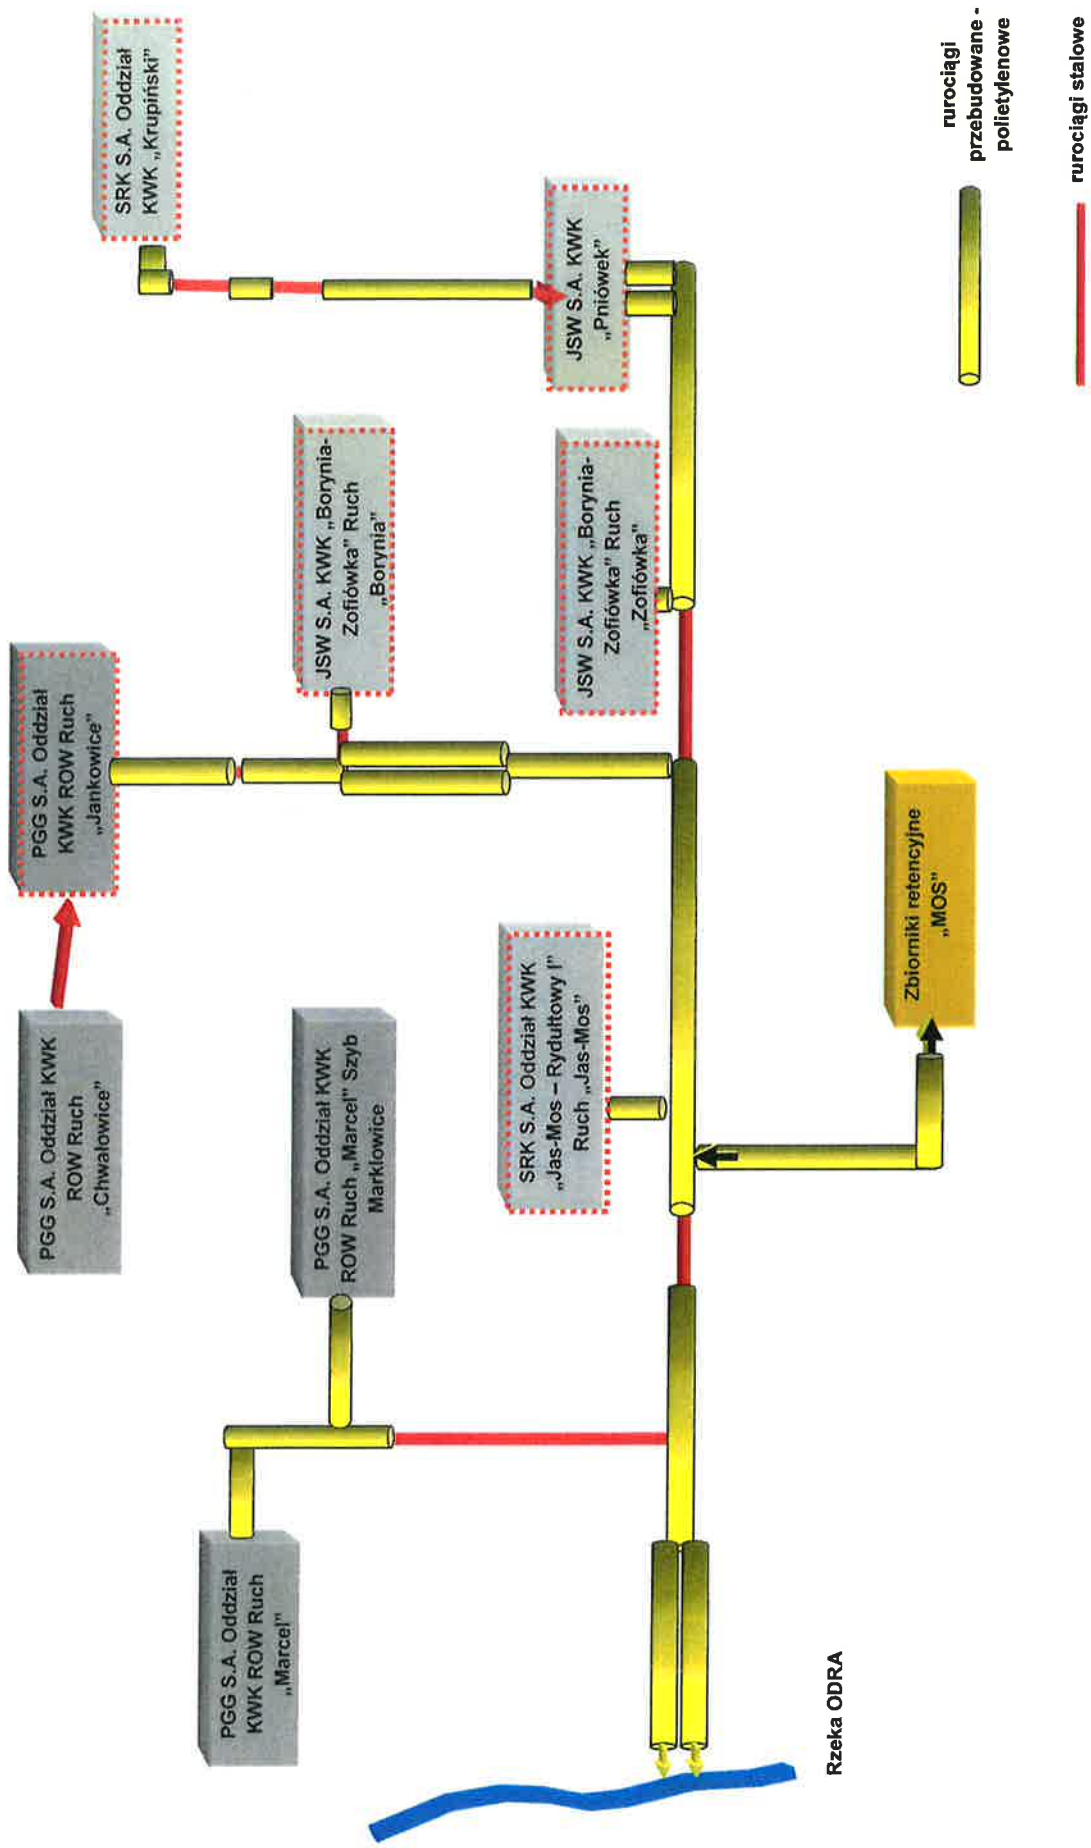 PGG S.A. Oddział KWK
ROW Ruch
„Chwałowice”
PGG S.A. Oddział
KWK ROW Ruch
„Jankowice”
SRK S.A. Oddział
KWK „Krupiński”
PGG S.A. Oddział
KWK ROW Ruch
„Marcel”
PGG S.A. Oddział KWK
ROW Ruch „Marcel” Szyb
Marklowice
JSW S.A. KWK „Borynia-
Zofiówka” Ruch
„Borynia”
SRK S.A. Oddział KWK
„Jas-Mos – Rydułtowy I”
Ruch „Jas-Mos”
JSW S.A. KWK „Borynia-
Zofiówka” Ruch
„Zofiówka”
JSW S.A. KWK
„Pniówek”
Rzeka ODRA
Zbiorniki retencyjne
„MOS”
rurociągi
przebudowane -
polietylenowe
rurociągi stalowe